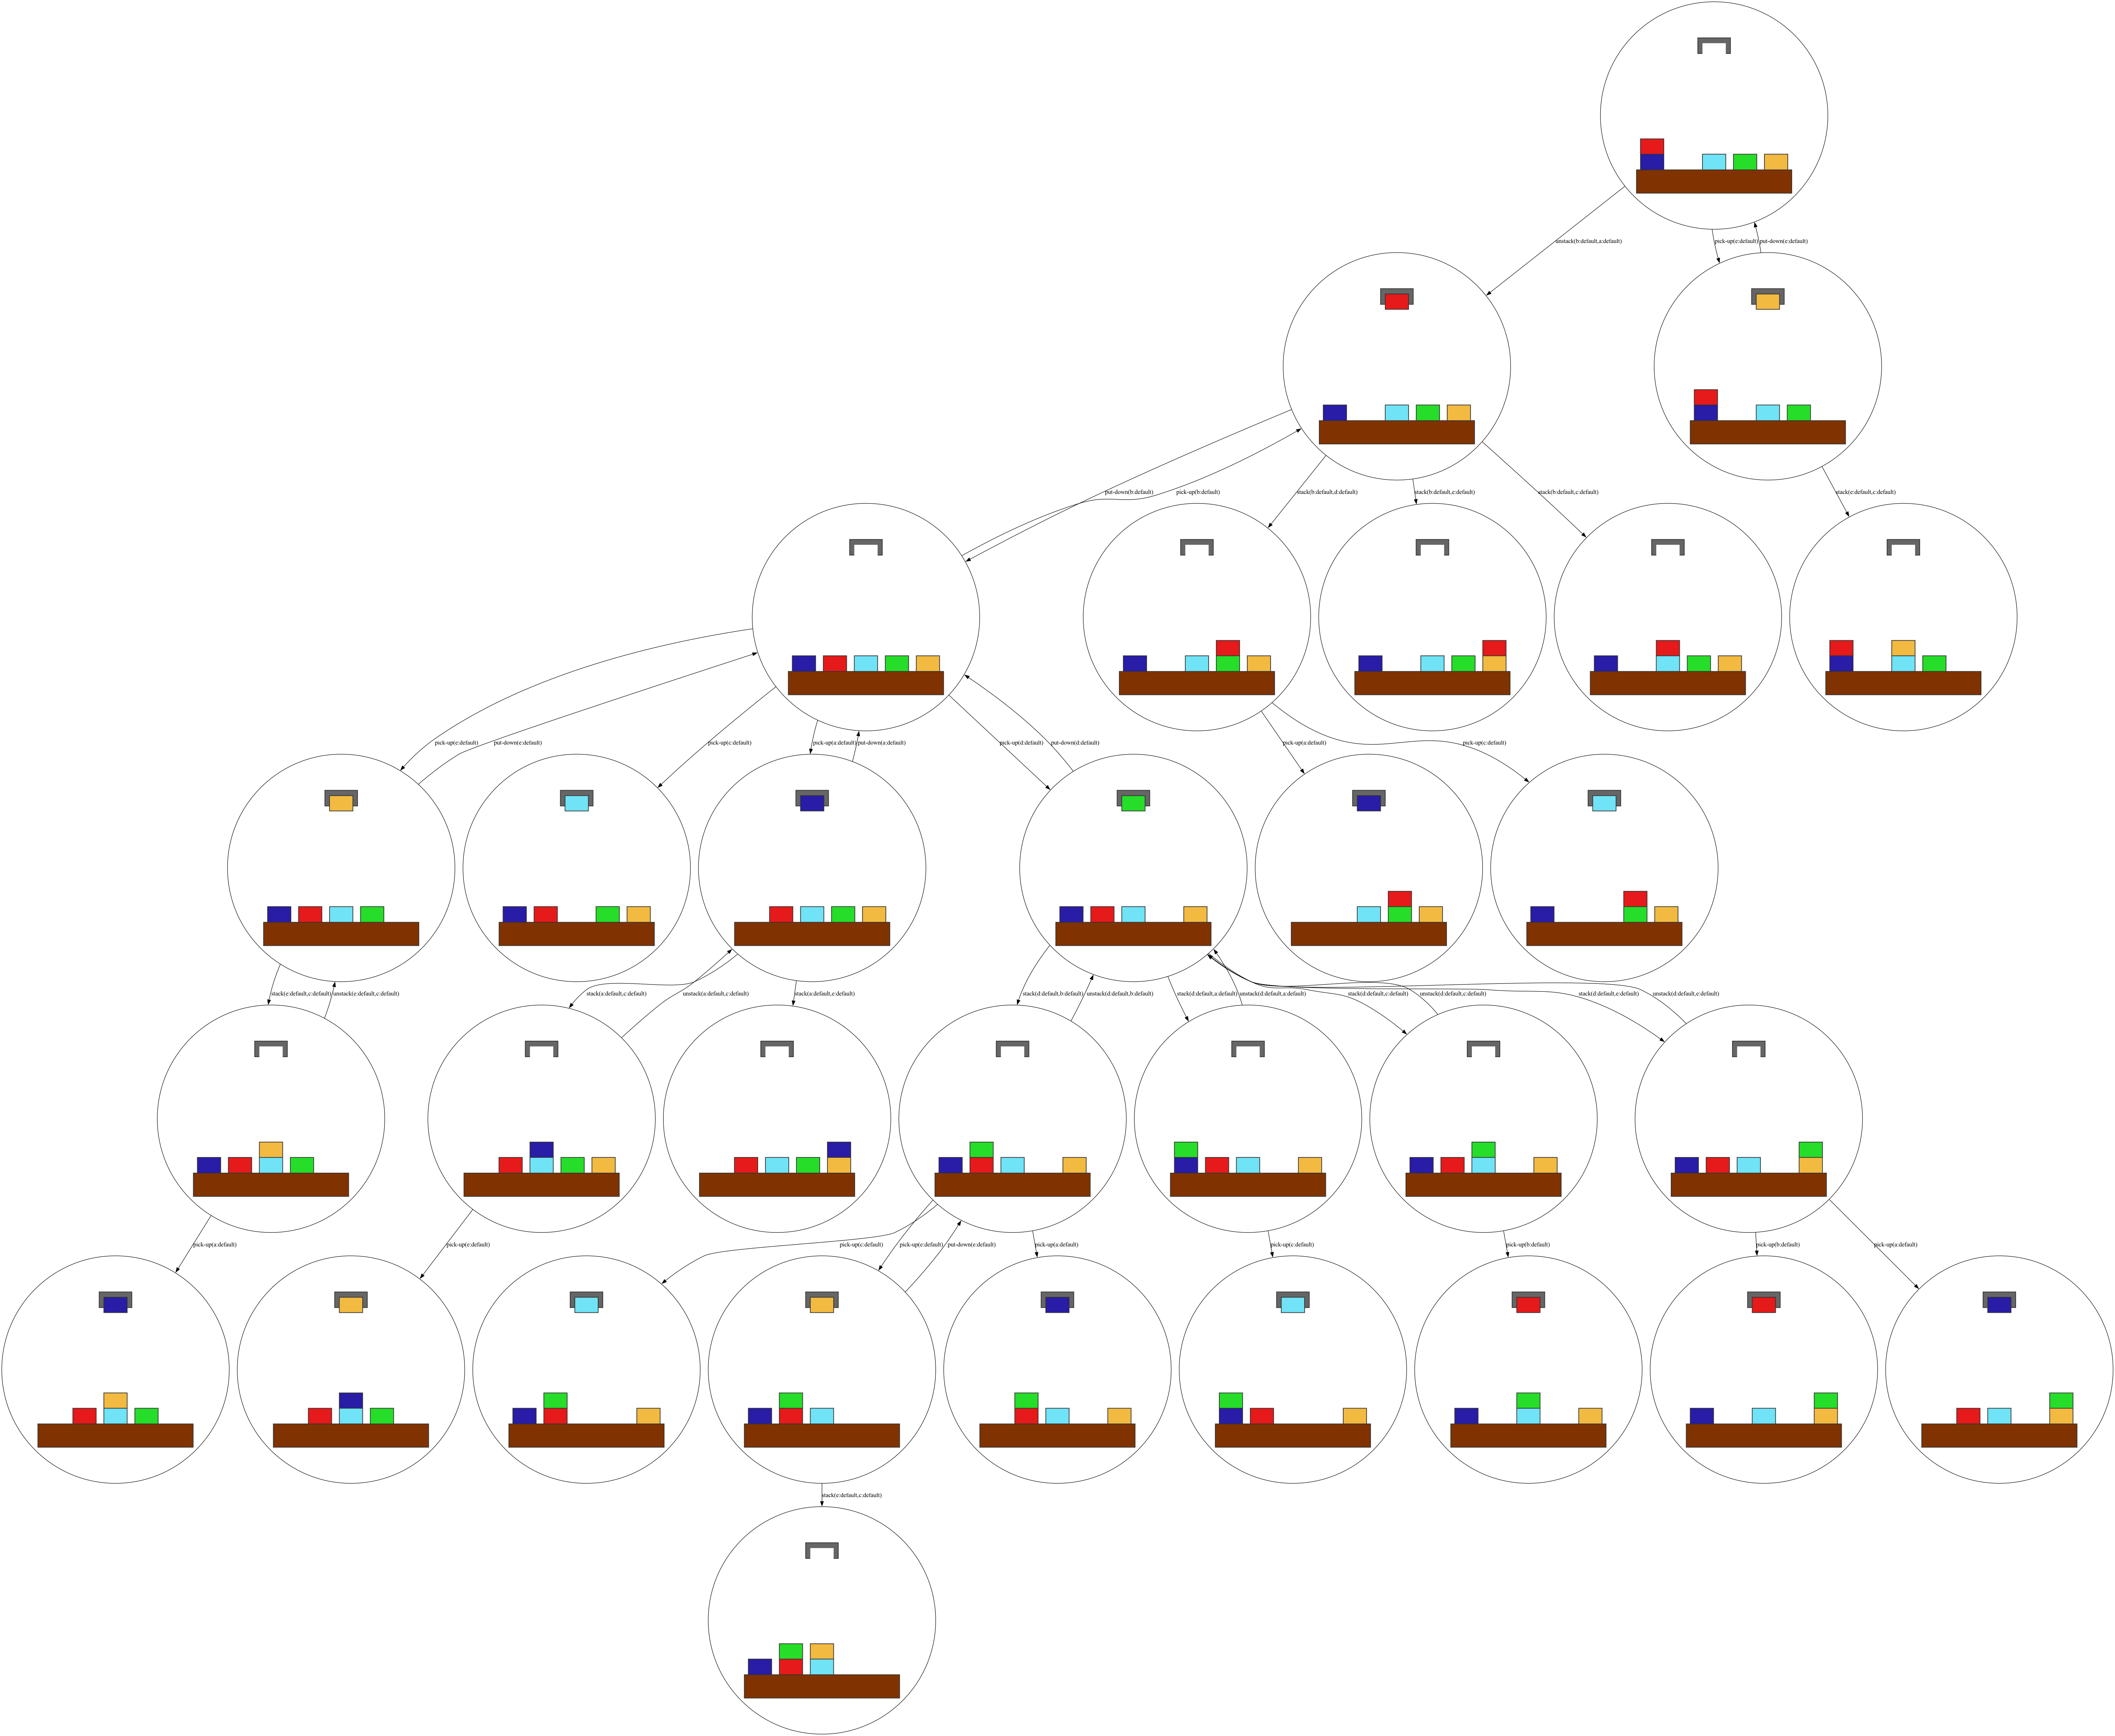 unstack(b:default,a:default)
pick-up(e:default)
put-down(e:default)
put-down(b:default)
pick-up(b:default)
stack(b:default,d:default)
stack(b:default,e:default)
stack(b:default,c:default)
stack(e:default,c:default)
pick-up(e:default)
put-down(e:default)
pick-up(c:default)
pick-up(a:default)
put-down(a:default)
pick-up(d:default)
put-down(d:default)
pick-up(a:default)
pick-up(c:default)
stack(e:default,c:default)
unstack(e:default,c:default)
stack(a:default,c:default)
unstack(a:default,c:default)
stack(a:default,e:default)
stack(d:default,b:default)
unstack(d:default,b:default)
stack(d:default,a:default)
unstack(d:default,a:default)
stack(d:default,c:default)
unstack(d:default,c:default)
stack(d:default,e:default)
unstack(d:default,e:default)
pick-up(a:default)
pick-up(e:default)
pick-up(c:default)
pick-up(e:default)
put-down(e:default)
pick-up(a:default)
pick-up(c:default)
pick-up(b:default)
pick-up(b:default)
pick-up(a:default)
stack(e:default,c:default)